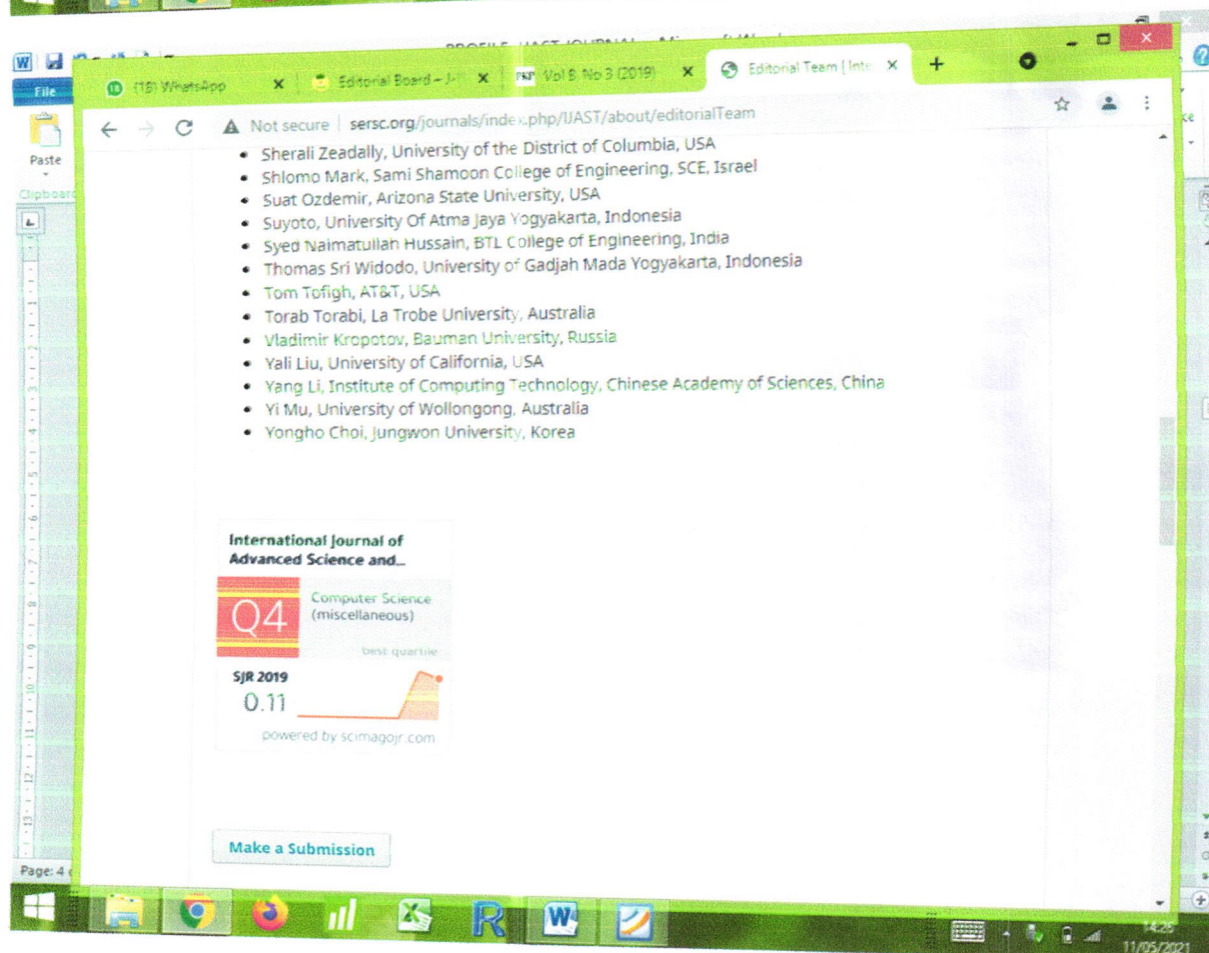 File
Paste
Clipboar
(18) WhatsApp
Editorial Board – J
Vol 8, No 3 (2019)
Editorial Team | Inte
Not secure | sersc.org/journals/index.php/IJAST/about/editorialTeam
• Sherali Zeadally, University of the District of Columbia, USA
• Shlomo Mark, Sami Shamoon College of Engineering, SCE, Israel
• Suat Ozdemir, Arizona State University, USA
• Suyoto, University Of Atma Jaya Yogyakarta, Indonesia
• Syed Naimatullah Hussain, BTL College of Engineering, India
• Thomas Sri Widodo, University of Gadjah Mada Yogyakarta, Indonesia
• Tom Tofigh, AT&T, USA
• Torab Torabi, La Trobe University, Australia
• Vladimir Kropotov, Bauman University, Russia
• Yali Liu, University of California, USA
• Yang Li, Institute of Computing Technology, Chinese Academy of Sciences, China
• Yi Mu, University of Wollongong, Australia
• Yongho Choi, Jungwon University, Korea
International Journal of
Advanced Science and...
Q4
Computer Science
(miscellaneous)
best quartile
SJR 2019
0.11
powered by scimagojr.com
Make a Submission
Page: 4
14:25
11/05/2021